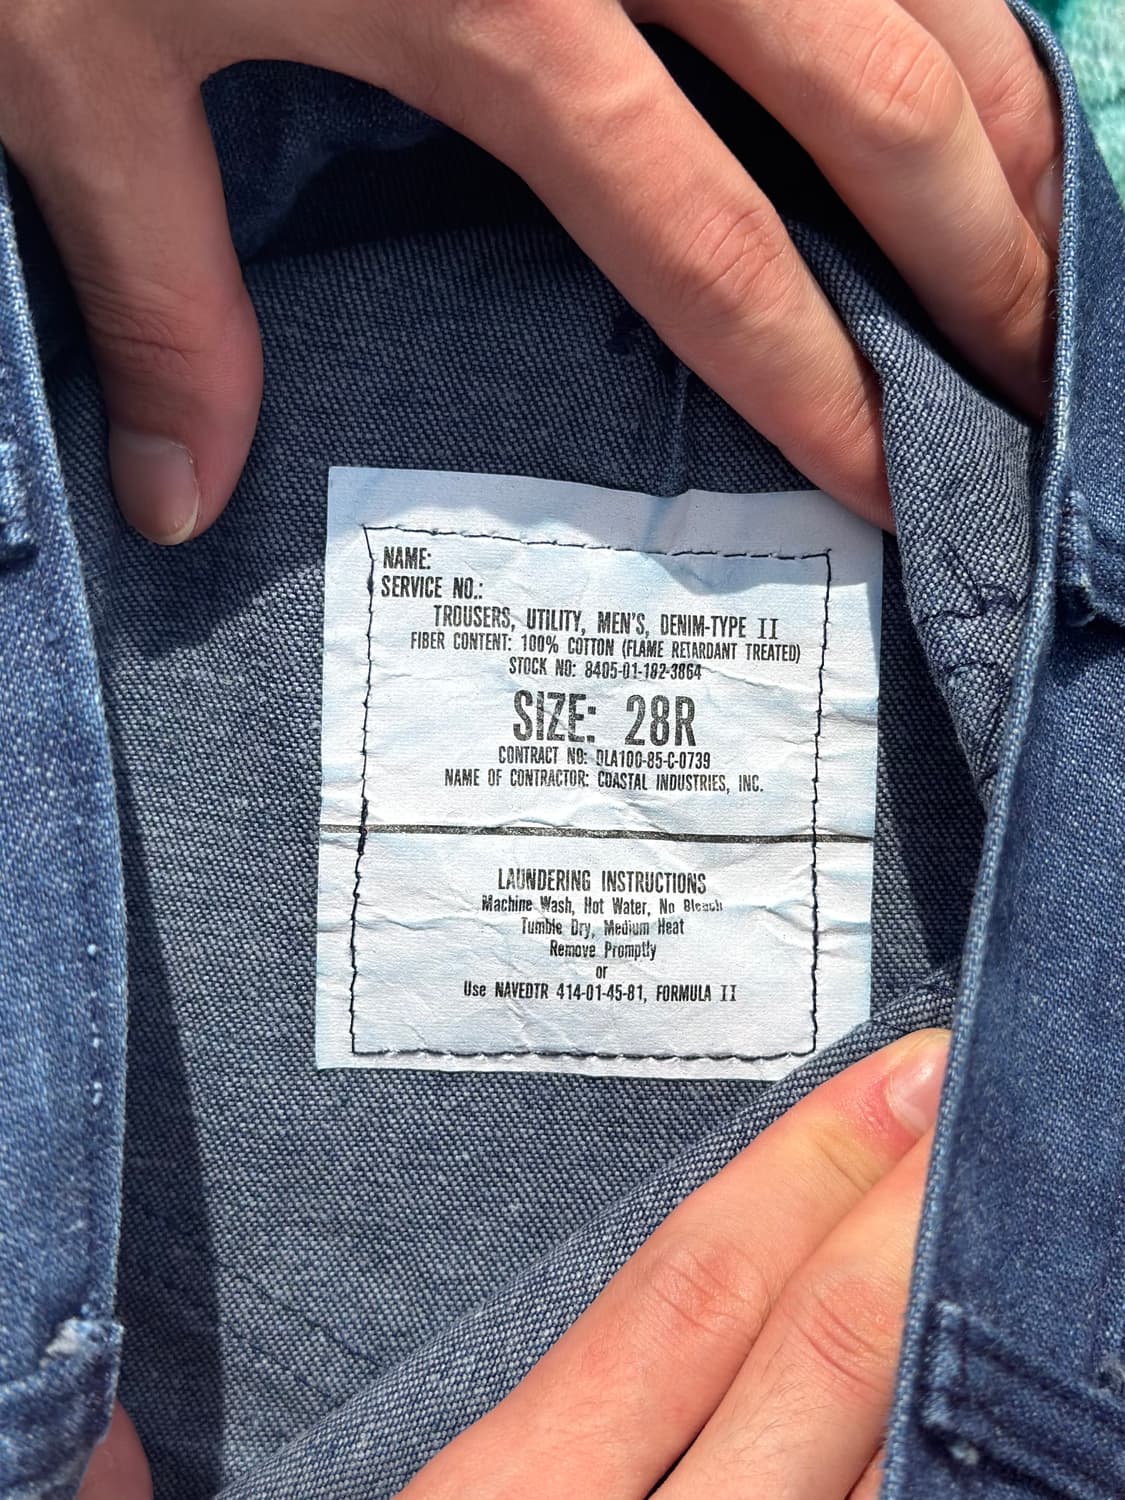 NAME:
SERVICE NO.:
TROUSERS, UTILITY, MEN'S, DENIM-TYPE II
FIBER CONTENT: 100% COTTON (FLAME RETARDANT TREATED)
STOCK NO: 8405-01-182-3864
SIZE: 28R
CONTRACT NO: DLA100-85-C-0739
NAME OF CONTRACTOR: COASTAL INDUSTRIES, INC.
LAUNDERING INSTRUCTIONS
Machine Wash, Hot Water, No Bleach
Tumble Dry, Medium Heat
Remove Promptly
or
Use NAVEDTR 414-01-45-81, FORMULA II